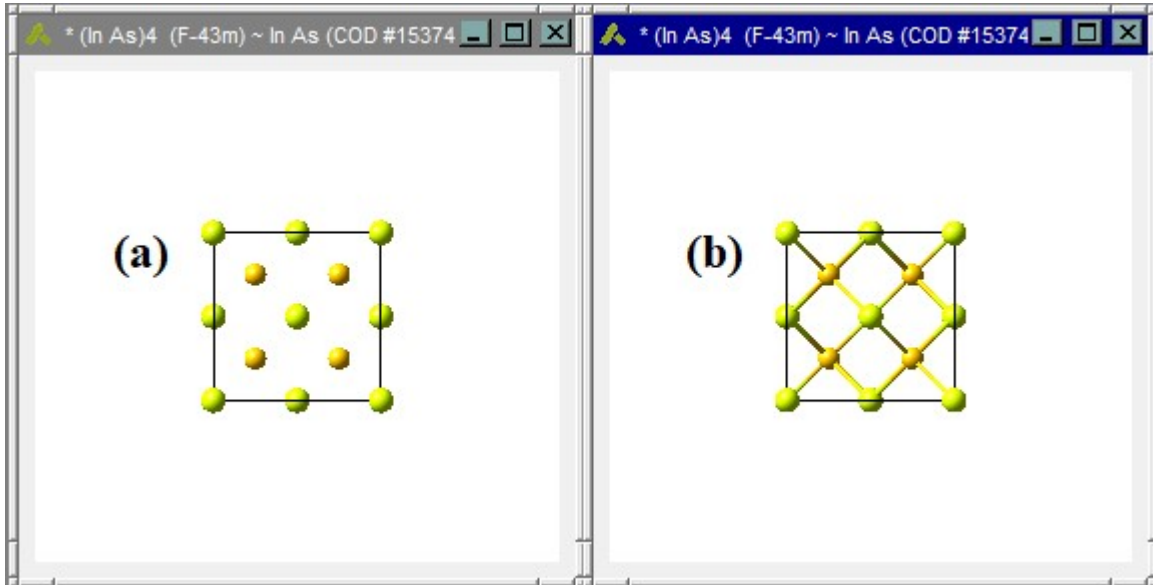 * (In As)4 (F-43m) ~ In As (COD #15374
* (In As)4 (F-43m) ~ In As (COD #15374
(a)
(b)